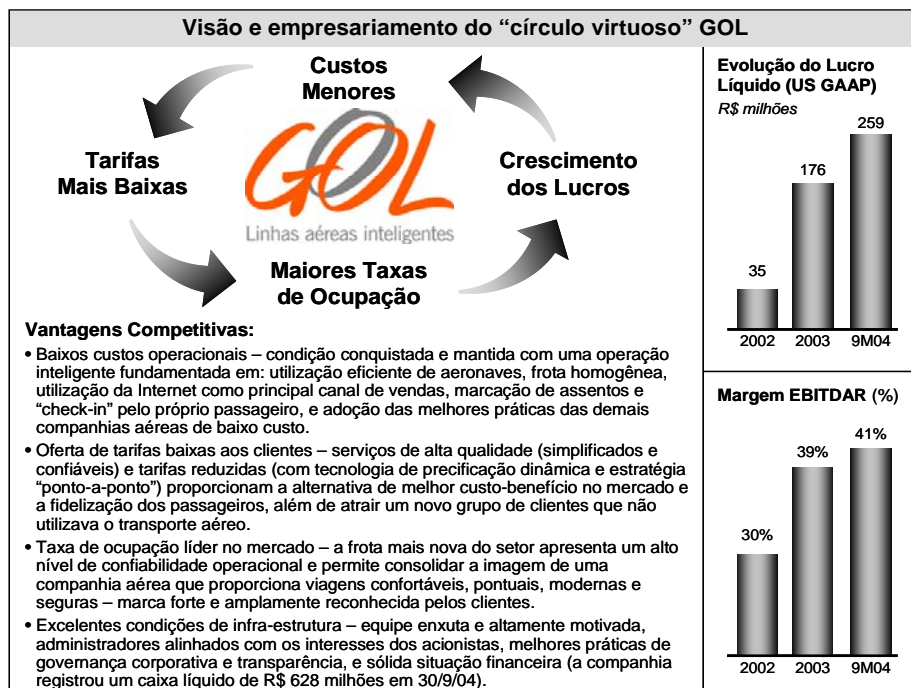 Visão e empresariamento do “círculo virtuoso” GOL
Custos
Menores
Tarifas
Mais Baixas
GOL
Linhas aéreas inteligentes
Crescimento
dos Lucros
Maiores Taxas
de Ocupação
Vantagens Competitivas:
• Baixos custos operacionais – condição conquistada e mantida com uma operação
inteligente fundamentada em: utilização eficiente de aeronaves, frota homogênea,
utilização da Internet como principal canal de vendas, marcação de assentos e
“check-in” pelo próprio passageiro, e adoção das melhores práticas das demais
companhias aéreas de baixo custo.
• Oferta de tarifas baixas aos clientes – serviços de alta qualidade (simplificados e
confiáveis) e tarifas reduzidas (com tecnologia de precificação dinâmica e estratégia
“ponto-a-ponto”) proporcionam a alternativa de melhor custo-benefício no mercado e
a fidelização dos passageiros, além de atrair um novo grupo de clientes que não
utilizava o transporte aéreo.
• Taxa de ocupação líder no mercado – a frota mais nova do setor apresenta um alto
nível de confiabilidade operacional e permite consolidar a imagem de uma
companhia aérea que proporciona viagens confortáveis, pontuais, modernas e
seguras – marca forte e amplamente reconhecida pelos clientes.
• Excelentes condições de infra-estrutura – equipe enxuta e altamente motivada,
administradores alinhados com os interesses dos acionistas, melhores práticas de
governança corporativa e transparência, e sólida situação financeira (a companhia
registrou um caixa líquido de R$ 628 milhões em 30/9/04).
Evolução do Lucro
Líquido (US GAAP)
R$ milhões
259
176
35
2002 2003 9M04
Margem EBITDAR (%)
41%
39%
30%
2002 2003 9M04